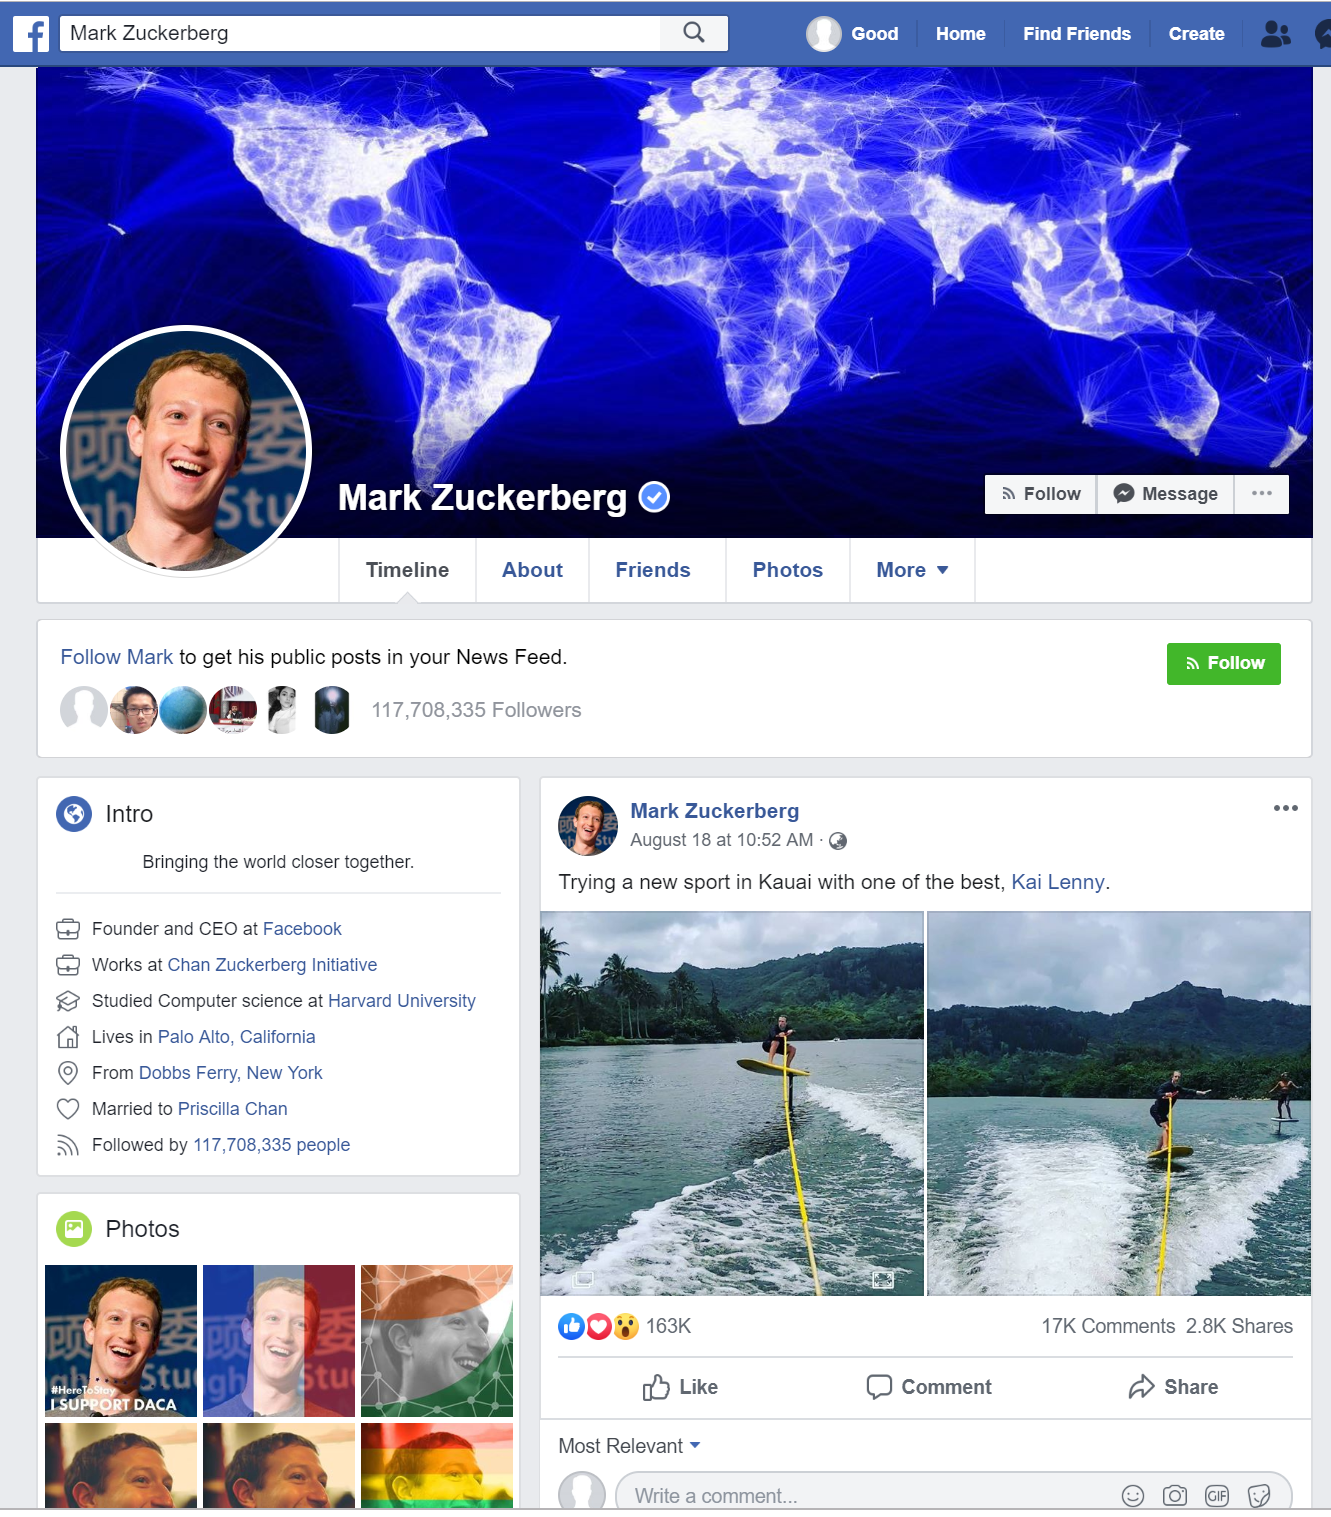 f
Mark Zuckerberg
Good
Home
Find Friends
Create
顾 委
Stu
Mark Zuckerberg
Follow
Message
Timeline
About
Friends
Photos
More
Follow Mark to get his public posts in your News Feed.
Follow
117,708,335 Followers
Intro
Bringing the world closer together.
Founder and CEO at Facebook
Works at Chan Zuckerberg Initiative
Studied Computer science at Harvard University
Lives in Palo Alto, California
From Dobbs Ferry, New York
Married to Priscilla Chan
Followed by 117,708,335 people
Photos
#HereToStay
I SUPPORT DACA
Mark Zuckerberg
August 18 at 10:52 AM ·
Trying a new sport in Kauai with one of the best, Kai Lenny.
163K
17K Comments 2.8K Shares
Like
Comment
Share
Most Relevant
Write a comment...
GIF